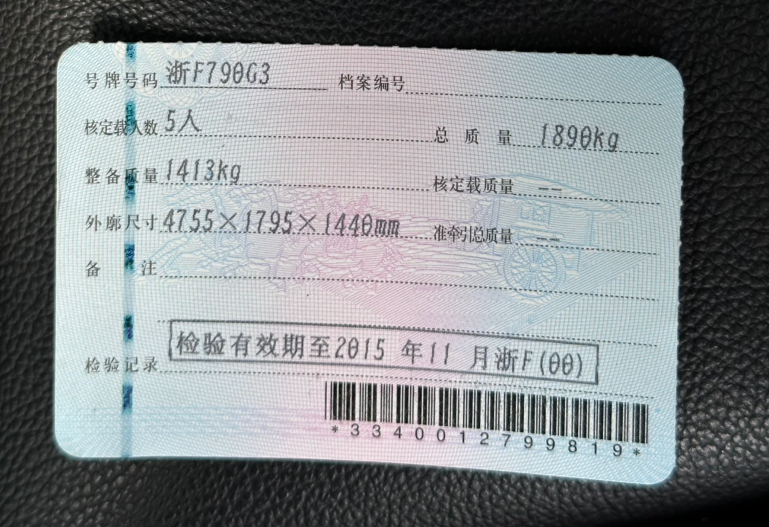 号牌号码 浙F790G3 档案编号
核定载人数 5人 总质量 1890kg
整备质量 1413kg 核定载质量 --
外廓尺寸 4755×1795×1440mm 准牵引总质量 --
备注
检验记录 检验有效期至2015 年11 月浙F(00)
*3340012799819*